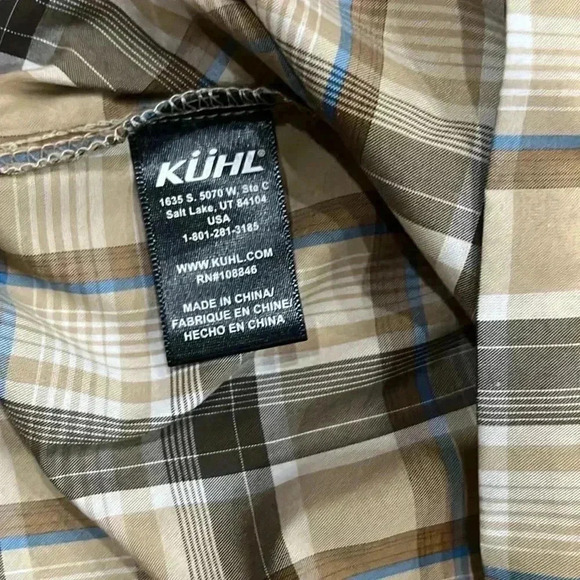 KÜHL®
1635 S. 5070 W, Ste C
Salt Lake, UT 84104
USA
1-801-281-3185
WWW.KUHL.COM
RN#108846
MADE IN CHINA/
FABRIQUE EN CHINE/
HECHO EN CHINA